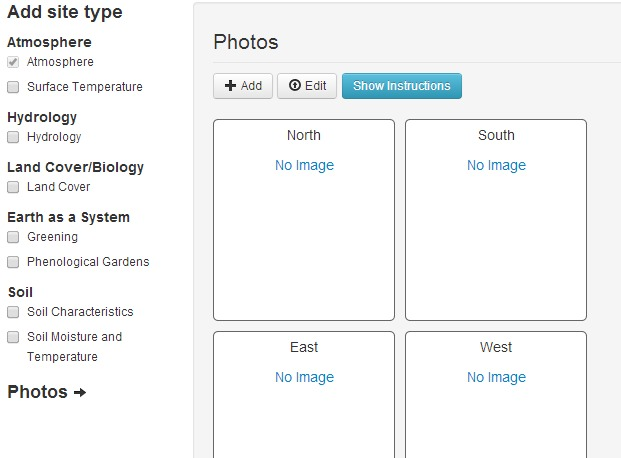 Add site type
Atmosphere
Atmosphere
Surface Temperature
Hydrology
Hydrology
Land Cover/Biology
Land Cover
Earth as a System
Greening
Phenological Gardens
Soil
Soil Characteristics
Soil Moisture and
Temperature
Photos
Photos
Add Edit Show Instructions
North
No Image
South
No Image
East
No Image
West
No Image